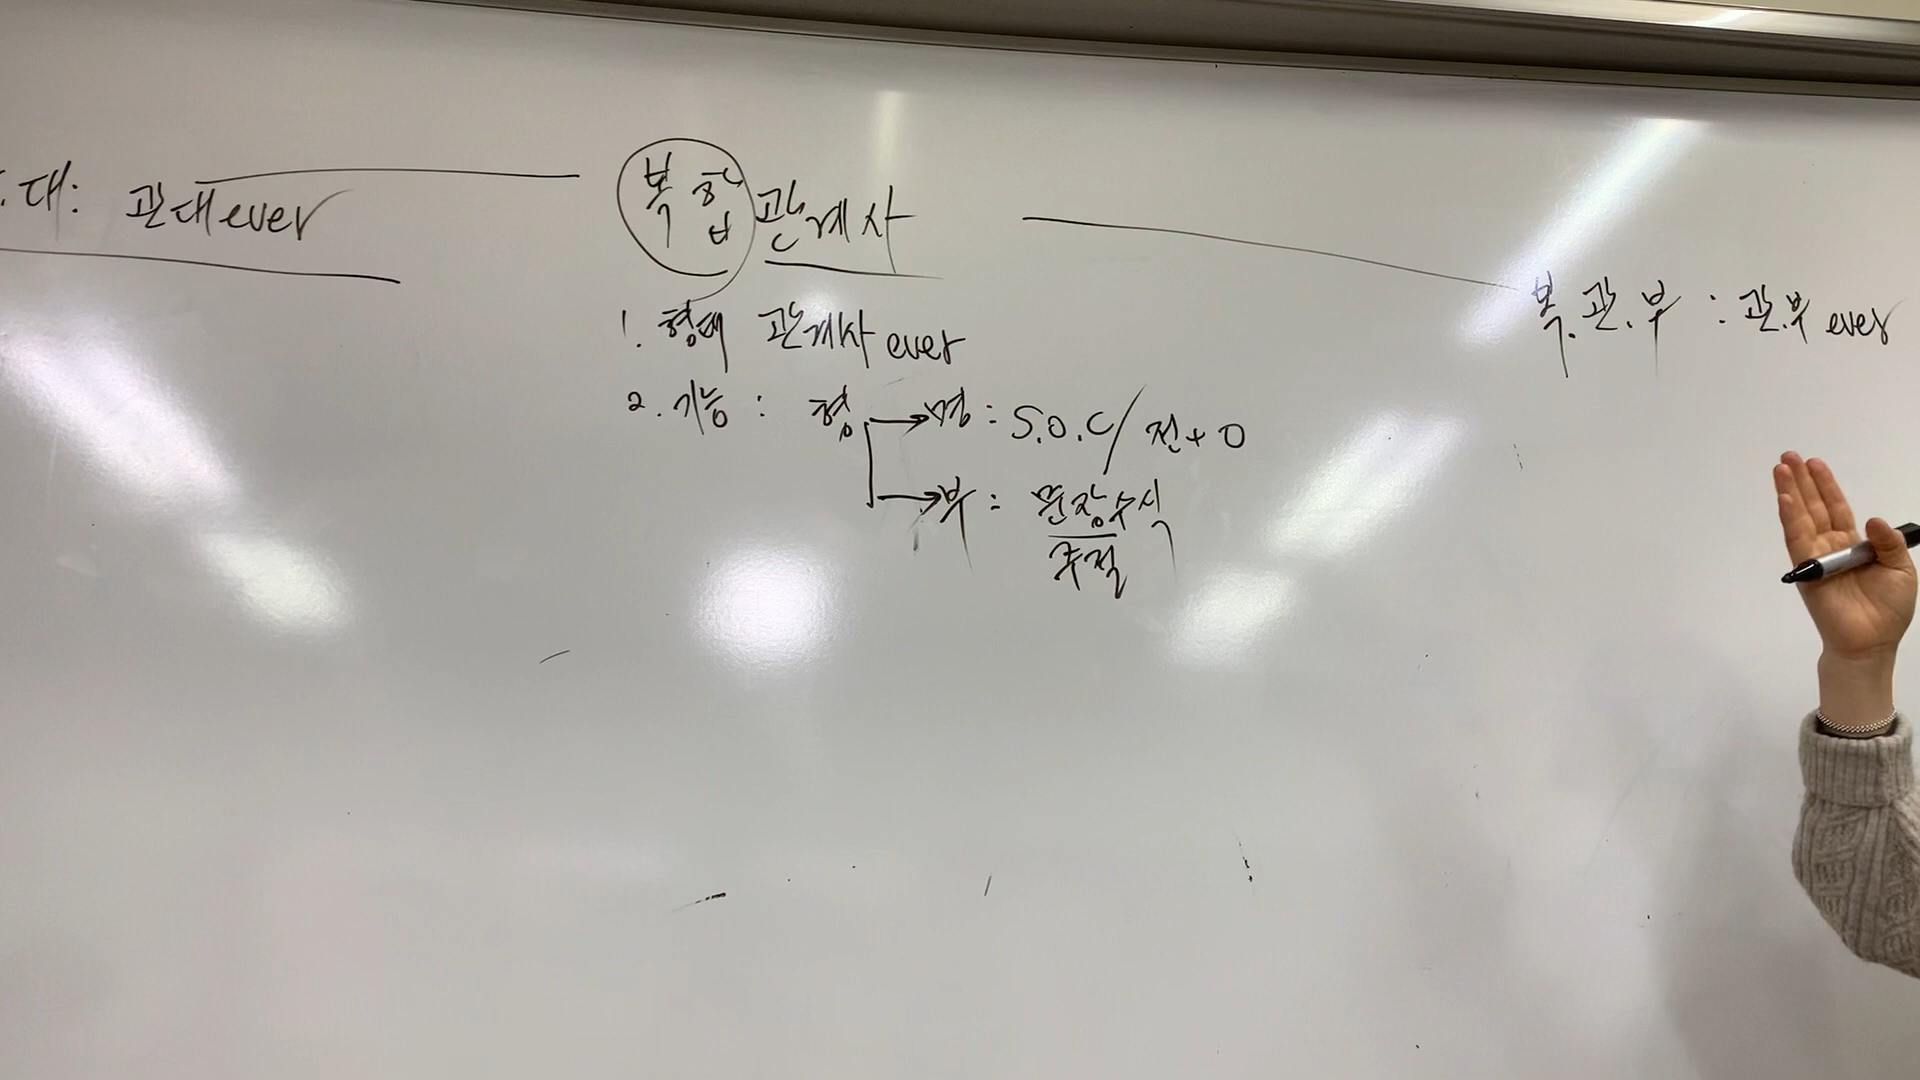 .대: 관대ever
복합관계사
복.관.부 : 관.부 ever
1. 형태 관계사 ever
2. 기능 : 형 → 명 : S.O.C / 전+O
→ 부 : 문장수식
추절